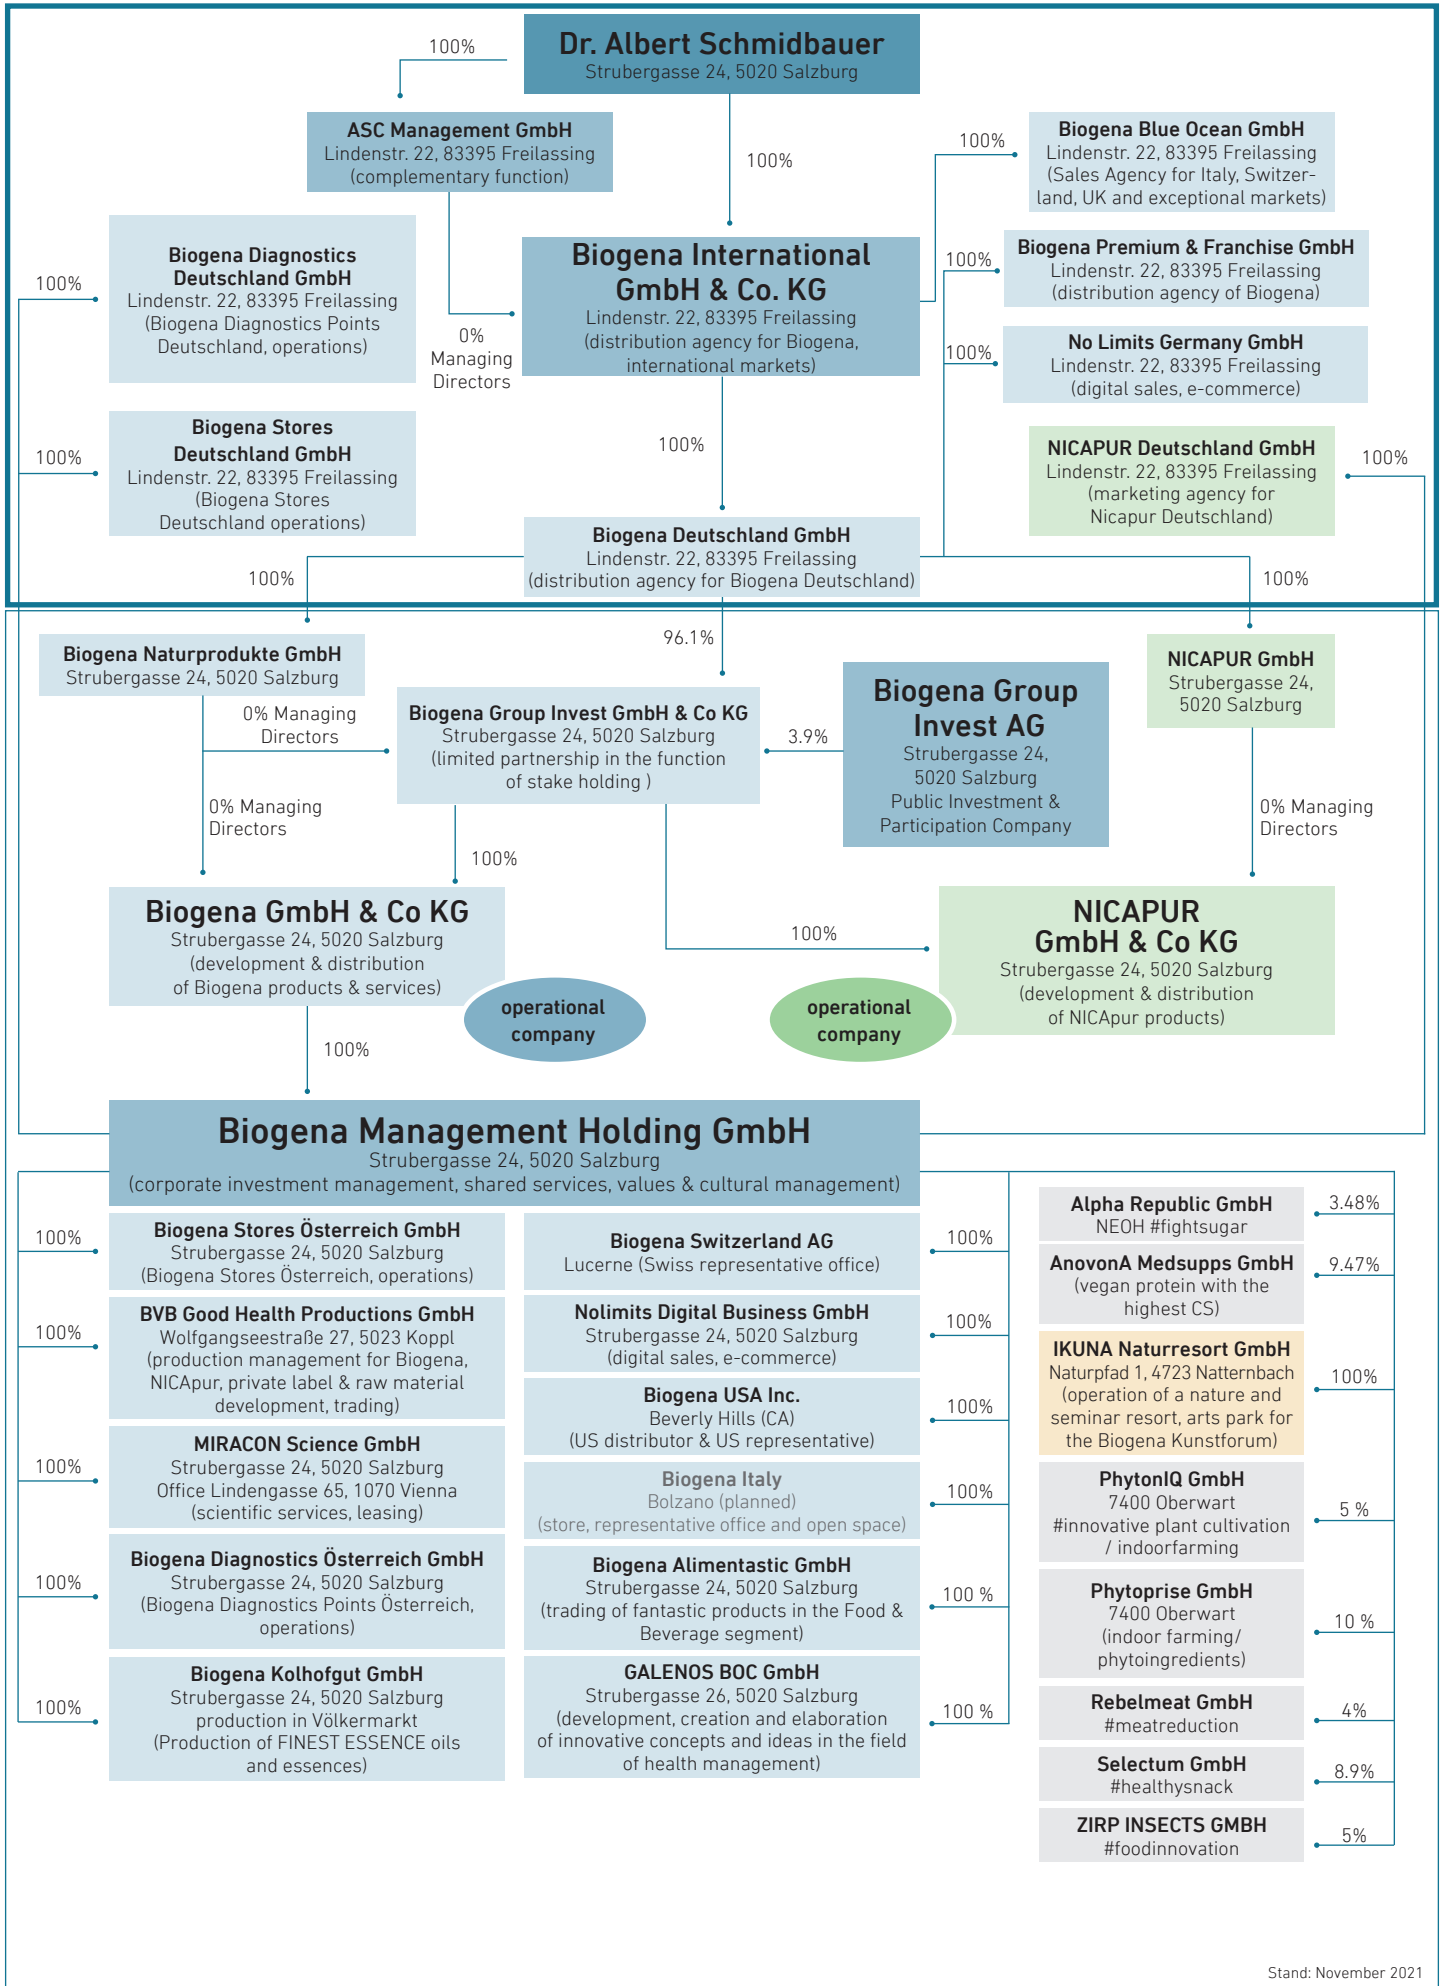 100%
Dr. Albert Schmidbauer
Strubergasse 24, 5020 Salzburg
ASC Management GmbH
Lindenstr. 22, 83395 Freilassing
(complementary function)
100%
100%
Biogena Blue Ocean GmbH
Lindenstr. 22, 83395 Freilassing
(Sales Agency for Italy, Switzer-
land, UK and exceptional markets)
100%
Biogena Diagnostics
Deutschland GmbH
Lindenstr. 22, 83395 Freilassing
(Biogena Diagnostics Points
Deutschland, operations)
0%
Managing
Directors
Biogena International
GmbH & Co. KG
Lindenstr. 22, 83395 Freilassing
(distribution agency for Biogena,
international markets)
100%
Biogena Premium & Franchise GmbH
Lindenstr. 22, 83395 Freilassing
(distribution agency of Biogena)
100%
No Limits Germany GmbH
Lindenstr. 22, 83395 Freilassing
(digital sales, e-commerce)
100%
Biogena Stores
Deutschland GmbH
Lindenstr. 22, 83395 Freilassing
(Biogena Stores
Deutschland operations)
100%
NICAPUR Deutschland GmbH
Lindenstr. 22, 83395 Freilassing
(marketing agency for
Nicapur Deutschland)
100%
Biogena Deutschland GmbH
Lindenstr. 22, 83395 Freilassing
(distribution agency for Biogena Deutschland)
100%
100%
96.1%
Biogena Naturprodukte GmbH
Strubergasse 24, 5020 Salzburg
0% Managing
Directors
Biogena Group Invest GmbH & Co KG
Strubergasse 24, 5020 Salzburg
(limited partnership in the function
of stake holding )
3.9%
Biogena Group
Invest AG
Strubergasse 24,
5020 Salzburg
Public Investment &
Participation Company
NICAPUR GmbH
Strubergasse 24,
5020 Salzburg
0% Managing
Directors
0% Managing
Directors
100%
100%
Biogena GmbH & Co KG
Strubergasse 24, 5020 Salzburg
(development & distribution
of Biogena products & services)
operational
company
operational
company
NICAPUR
GmbH & Co KG
Strubergasse 24, 5020 Salzburg
(development & distribution
of NICApur products)
100%
Biogena Management Holding GmbH
Strubergasse 24, 5020 Salzburg
(corporate investment management, shared services, values & cultural management)
100%
Biogena Stores Österreich GmbH
Strubergasse 24, 5020 Salzburg
(Biogena Stores Österreich, operations)
100%
BVB Good Health Productions GmbH
Wolfgangseestraße 27, 5023 Koppl
(production management for Biogena,
NICApur, private label & raw material
development, trading)
100%
MIRACON Science GmbH
Strubergasse 24, 5020 Salzburg
Office Lindengasse 65, 1070 Vienna
(scientific services, leasing)
100%
Biogena Diagnostics Österreich GmbH
Strubergasse 24, 5020 Salzburg
(Biogena Diagnostics Points Österreich,
operations)
100%
Biogena Kolhofgut GmbH
Strubergasse 24, 5020 Salzburg
production in Völkermarkt
(Production of FINEST ESSENCE oils
and essences)
Biogena Switzerland AG
Lucerne (Swiss representative office)
100%
Nolimits Digital Business GmbH
Strubergasse 24, 5020 Salzburg
(digital sales, e-commerce)
100%
Biogena USA Inc.
Beverly Hills (CA)
(US distributor & US representative)
100%
Biogena Italy
Bolzano (planned)
(store, representative office and open space)
100%
Biogena Alimentastic GmbH
Strubergasse 24, 5020 Salzburg
(trading of fantastic products in the Food &
Beverage segment)
100 %
GALENOS BOC GmbH
Strubergasse 26, 5020 Salzburg
(development, creation and elaboration
of innovative concepts and ideas in the field
of health management)
100 %
Alpha Republic GmbH
NEOH #fightsugar
3.48%
AnovonA Medsupps GmbH
(vegan protein with the
highest CS)
9.47%
IKUNA Naturresort GmbH
Naturpfad 1, 4723 Natternbach
(operation of a nature and
seminar resort, arts park for
the Biogena Kunstforum)
100%
PhytonIQ GmbH
7400 Oberwart
#innovative plant cultivation
/ indoorfarming
5 %
Phytoprise GmbH
7400 Oberwart
(indoor farming/
phytoingredients)
10 %
Rebelmeat GmbH
#meatreduction
4%
Selectum GmbH
#healthysnack
8.9%
ZIRP INSECTS GMBH
#foodinnovation
5%
Stand: November 2021